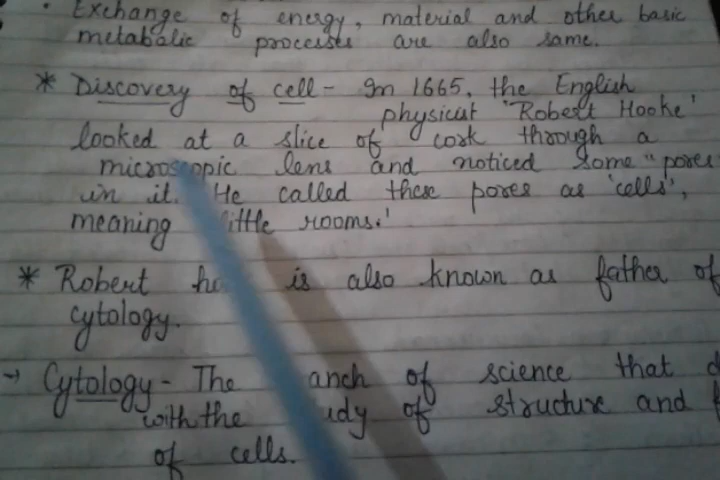 • Exchange of energy, material and other basic
metabalic processes are also same.
* Discovery of cell - In 1665, the English
physicist 'Robert Hooke'
looked at a slice of cork through a
microscopic lens and noticed some "pores
in it. He called these pores as 'cells',
meaning little rooms.'
* Robert is also known as father of
cytology.
→ Cytology - The of science that
with the of structure and
of cells.